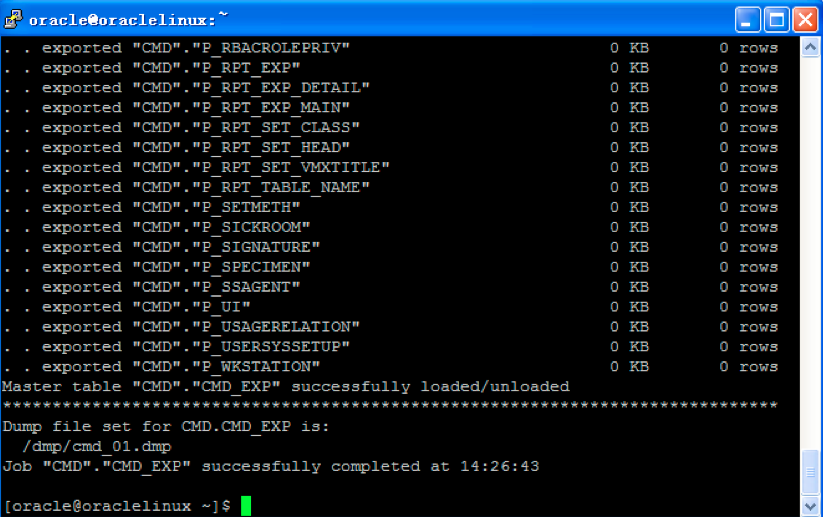 oracle@oraclelinux:~
. . exported "CMD"."P_RBACROLEPRIV" 0 KB 0 rows
. . exported "CMD"."P_RPT_EXP" 0 KB 0 rows
. . exported "CMD"."P_RPT_EXP_DETAIL" 0 KB 0 rows
. . exported "CMD"."P_RPT_EXP_MAIN" 0 KB 0 rows
. . exported "CMD"."P_RPT_SET_CLASS" 0 KB 0 rows
. . exported "CMD"."P_RPT_SET_HEAD" 0 KB 0 rows
. . exported "CMD"."P_RPT_SET_VMXTITLE" 0 KB 0 rows
. . exported "CMD"."P_RPT_TABLE_NAME" 0 KB 0 rows
. . exported "CMD"."P_SETMETH" 0 KB 0 rows
. . exported "CMD"."P_SICKROOM" 0 KB 0 rows
. . exported "CMD"."P_SIGNATURE" 0 KB 0 rows
. . exported "CMD"."P_SPECIMEN" 0 KB 0 rows
. . exported "CMD"."P_SSAGENT" 0 KB 0 rows
. . exported "CMD"."P_UI" 0 KB 0 rows
. . exported "CMD"."P_USAGERELATION" 0 KB 0 rows
. . exported "CMD"."P_USERSYSSETUP" 0 KB 0 rows
. . exported "CMD"."P_WKSTATION" 0 KB 0 rows
Master table "CMD"."CMD_EXP" successfully loaded/unloaded
******************************************************************************
Dump file set for CMD.CMD_EXP is:
/dmp/cmd_01.dmp
Job "CMD"."CMD_EXP" successfully completed at 14:26:43
[oracle@oraclelinux ~]$